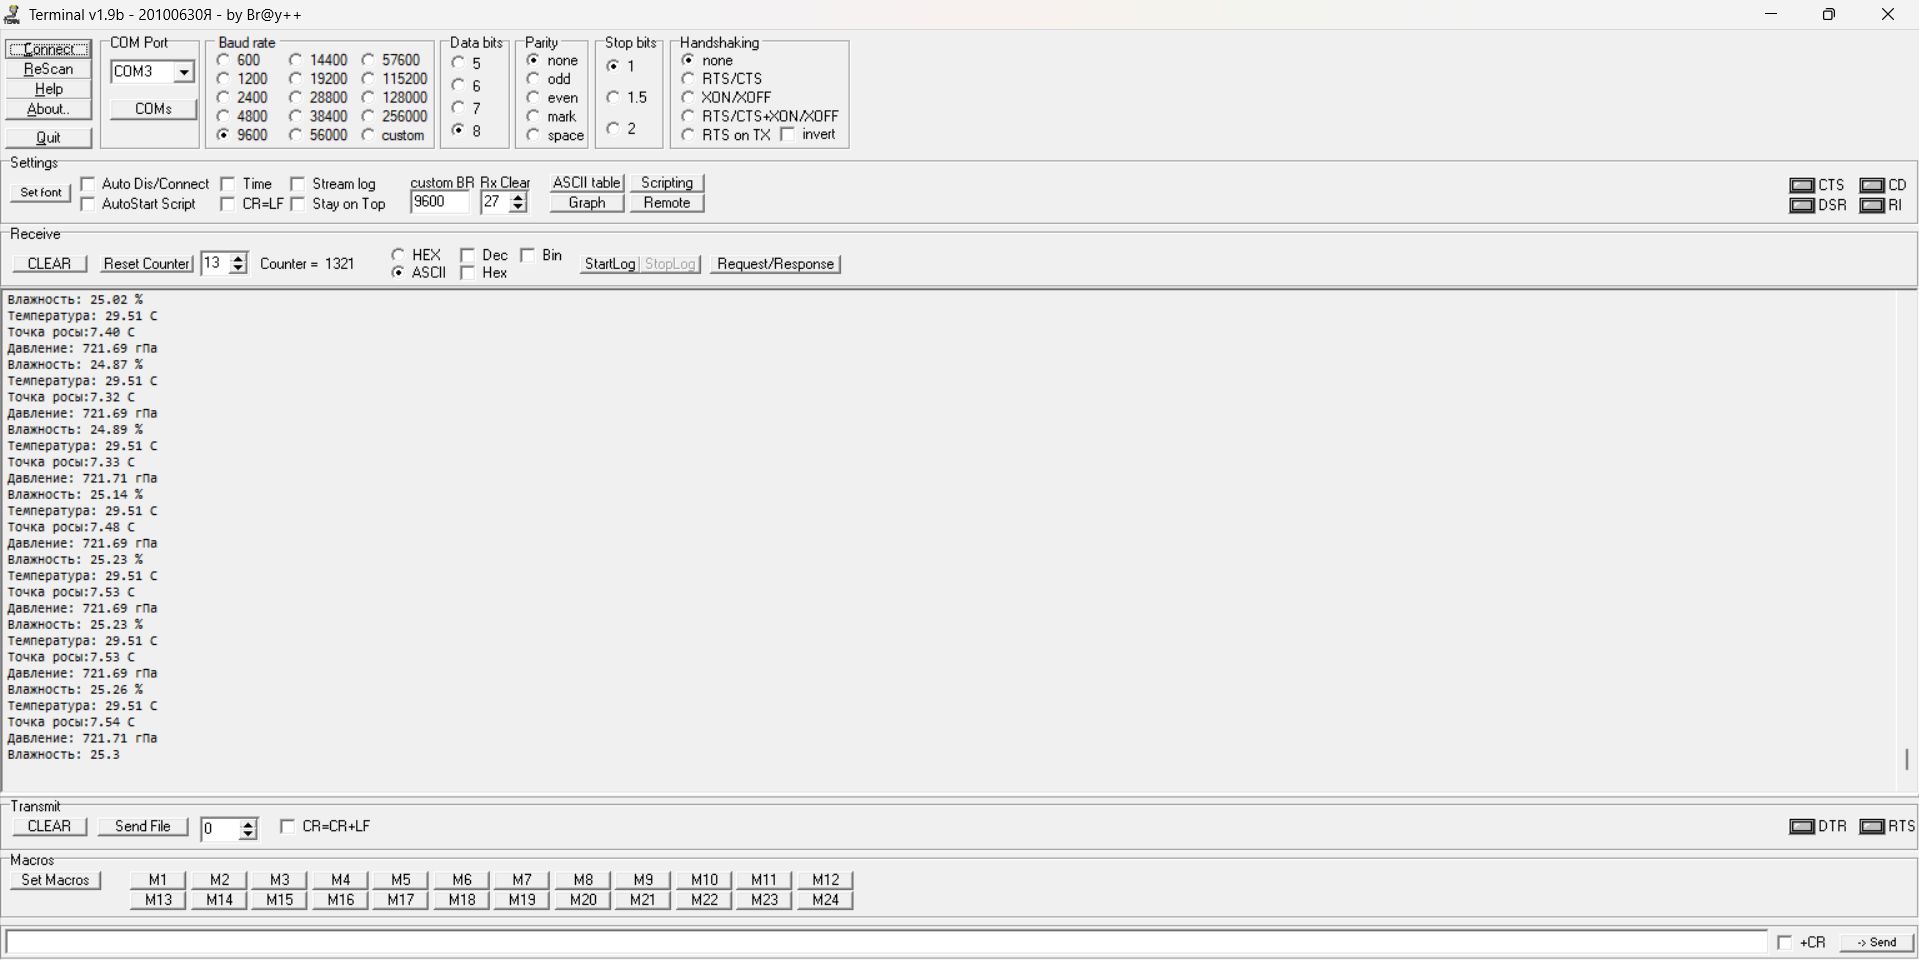 Terminal v1.9b - 20100630Я - by Br@y++
Connect
ReScan
Help
About..
Quit
COM Port
COM3
COMs
Baud rate
600 14400 57600
1200 19200 115200
2400 28800 128000
4800 38400 256000
9600 56000 custom
Data bits
5
6
7
8
Parity
none
odd
even
mark
space
Stop bits
1
1.5
2
Handshaking
none
RTS/CTS
XON/XOFF
RTS/CTS+XON/XOFF
RTS on TX invert
Settings
Set font
Auto Dis/Connect Time Stream log
AutoStart Script CR=LF Stay on Top
custom BR Rx Clear
9600 27
ASCII table Scripting
Graph Remote
CTS CD
DSR RI
Receive
CLEAR Reset Counter 13 Counter = 1321
HEX Dec Bin
ASCII Hex
StartLog StopLog Request/Response
Влажность: 25.02 %
Температура: 29.51 C
Точка росы:7.40 C
Давление: 721.69 гПа
Влажность: 24.87 %
Температура: 29.51 C
Точка росы:7.32 C
Давление: 721.69 гПа
Влажность: 24.89 %
Температура: 29.51 C
Точка росы:7.33 C
Давление: 721.71 гПа
Влажность: 25.14 %
Температура: 29.51 C
Точка росы:7.48 C
Давление: 721.69 гПа
Влажность: 25.23 %
Температура: 29.51 C
Точка росы:7.53 C
Давление: 721.69 гПа
Влажность: 25.23 %
Температура: 29.51 C
Точка росы:7.53 C
Давление: 721.69 гПа
Влажность: 25.26 %
Температура: 29.51 C
Точка росы:7.54 C
Давление: 721.71 гПа
Влажность: 25.3
Transmit
CLEAR Send File 0 CR=CR+LF DTR RTS
Macros
Set Macros M1 M2 M3 M4 M5 M6 M7 M8 M9 M10 M11 M12
M13 M14 M15 M16 M17 M18 M19 M20 M21 M22 M23 M24
+CR -> Send